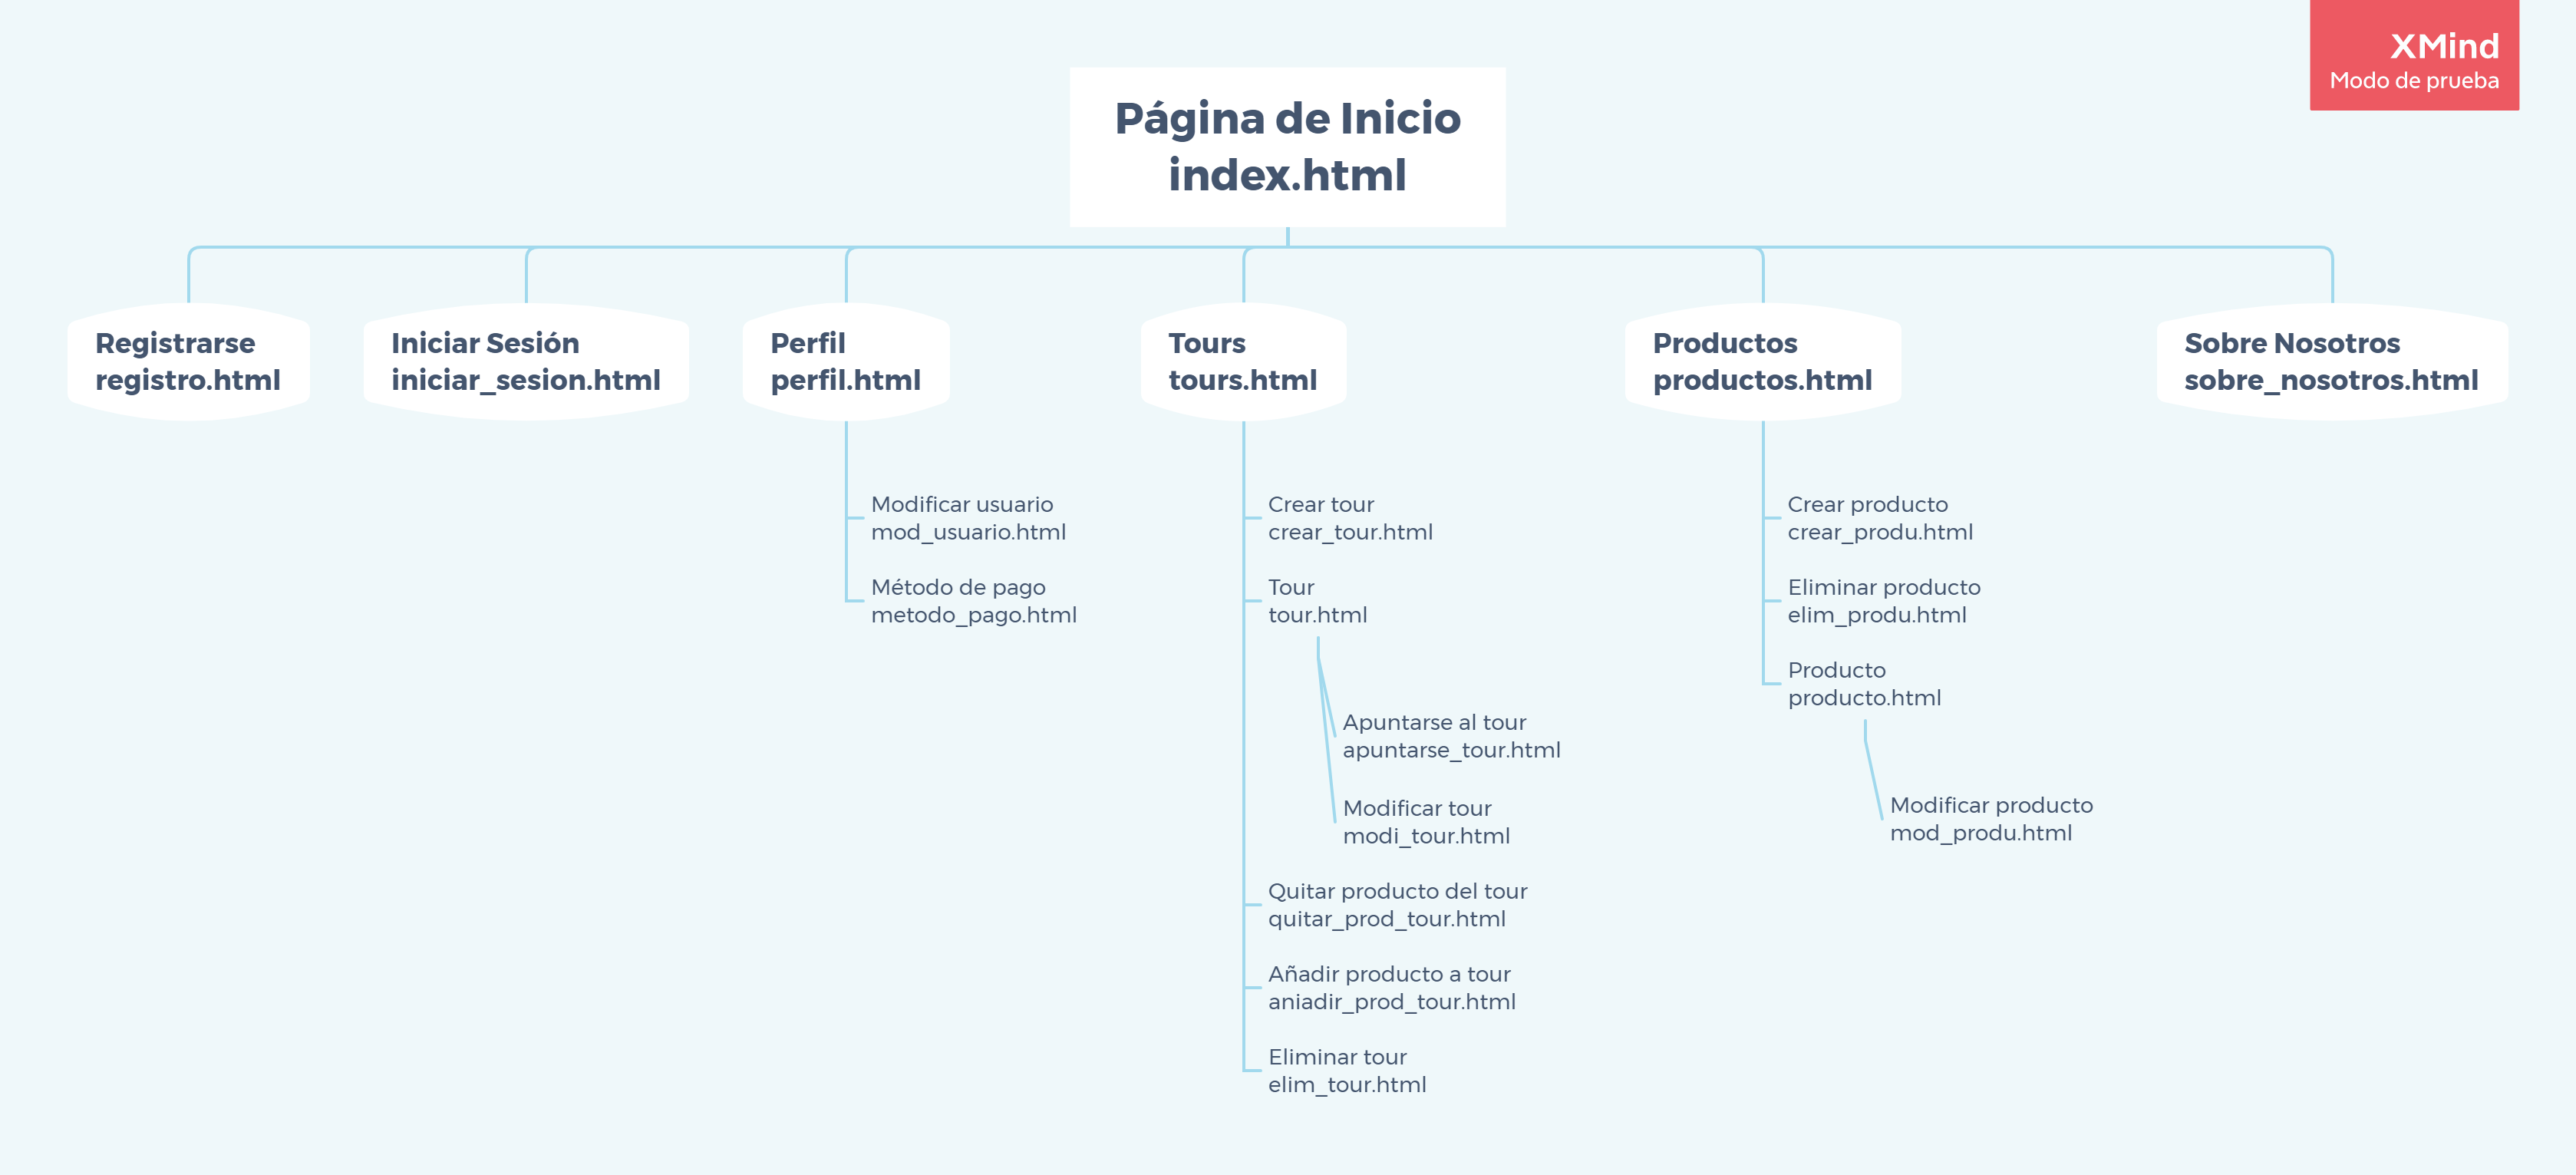 XMind
Modo de prueba
Página de Inicio
index.html
Registrarse
registro.html
Iniciar Sesión
iniciar_sesion.html
Perfil
perfil.html
Modificar usuario
mod_usuario.html
Método de pago
metodo_pago.html
Tours
tours.html
Crear tour
crear_tour.html
Tour
tour.html
Apuntarse al tour
apuntarse_tour.html
Modificar tour
modi_tour.html
Quitar producto del tour
quitar_prod_tour.html
Añadir producto a tour
aniadir_prod_tour.html
Eliminar tour
elim_tour.html
Productos
productos.html
Crear producto
crear_produ.html
Eliminar producto
elim_produ.html
Producto
producto.html
Modificar producto
mod_produ.html
Sobre Nosotros
sobre_nosotros.html